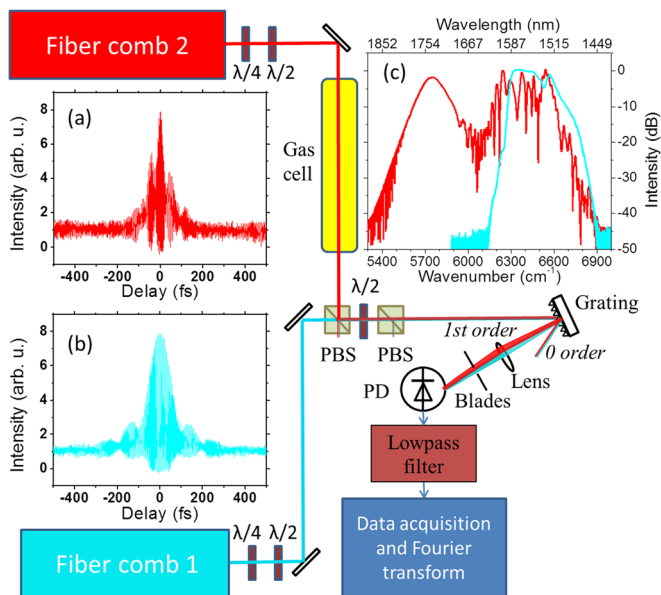 Fiber comb 2
λ/4 λ/2
Wavelength (nm)
1852 1754 1667 1587 1515 1449
(c)
0
-10
-20
-30
-40
-50
Intensity (dB)
5300 5700 6000 6300 6600 6900
Wavenumber (cm-1)
(a)
8
6
4
2
0
Intensity (arb. u.)
-400 -200 0 200 400
Delay (fs)
Gas
cell
λ/2
PBS PBS
Grating
1st order
0 order
Lens
Blades
PD
Lowpass
filter
Data acquisition
and Fourier
transform
(b)
8
6
4
2
0
Intensity (arb. u.)
-500 -400 -200 0 200 400
Delay (fs)
λ/4 λ/2
Fiber comb 1